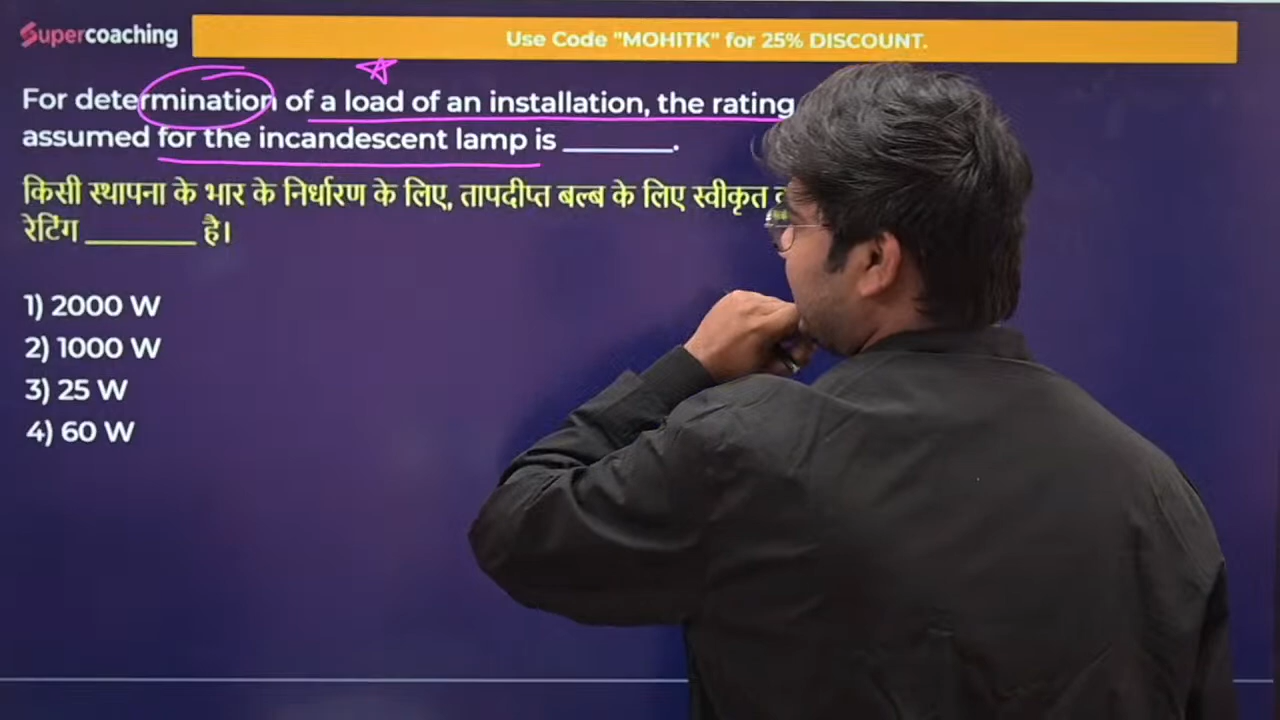 Supercoaching
Use Code "MOHITK" for 25% DISCOUNT.
For determination of a load of an installation, the rating
assumed for the incandescent lamp is ________.
किसी स्थापना के भार के निर्धारण के लिए, तापदीप्त बल्ब के लिए स्वीकृत
रेटिंग ________ है।
1) 2000 W
2) 1000 W
3) 25 W
4) 60 W